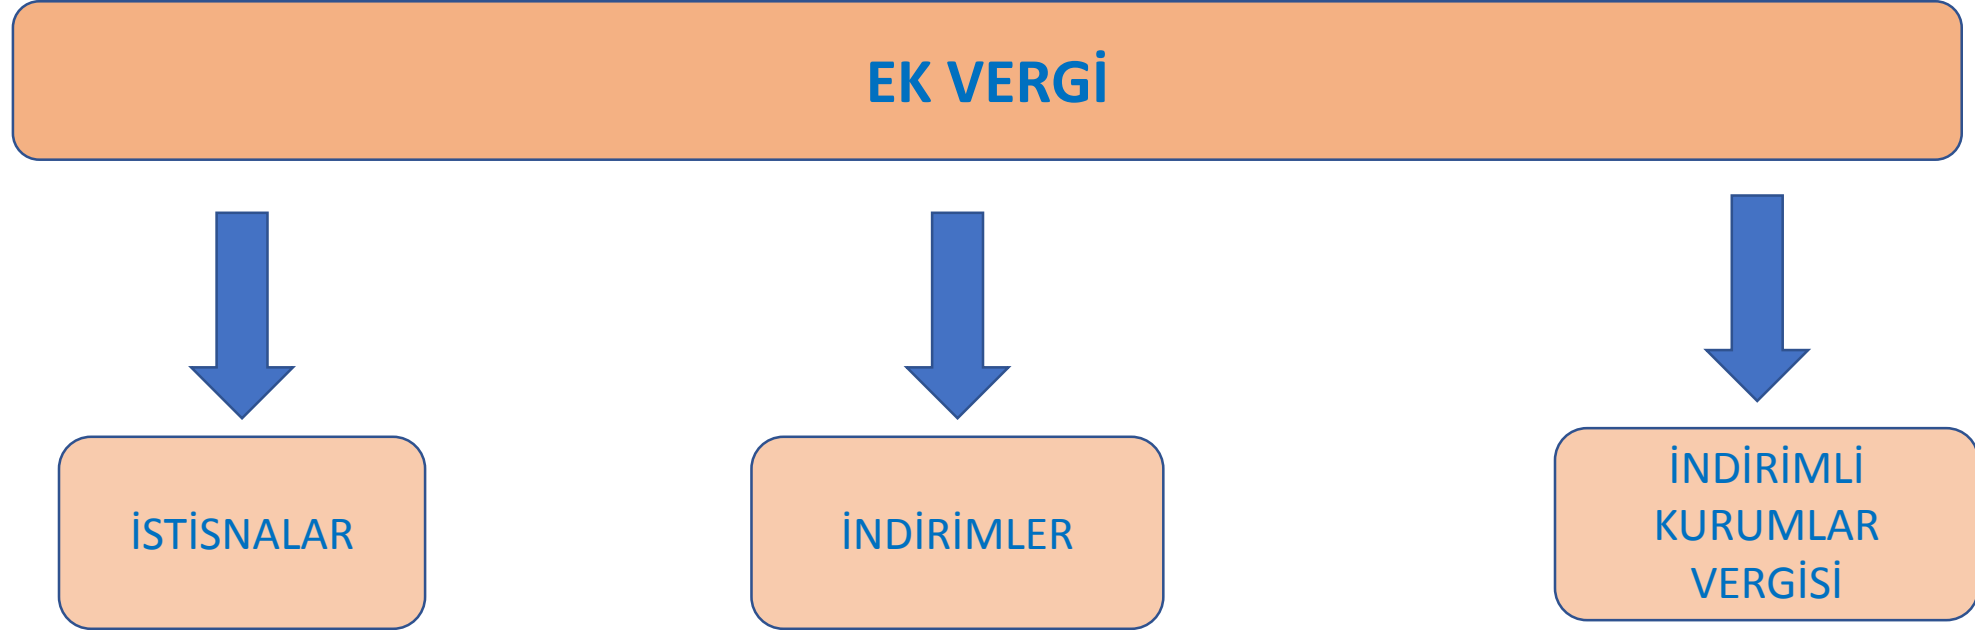 EK VERGİ
İSTİSNALAR
İNDİRİMLER
İNDİRİMLİ
KURUMLAR
VERGİSİ